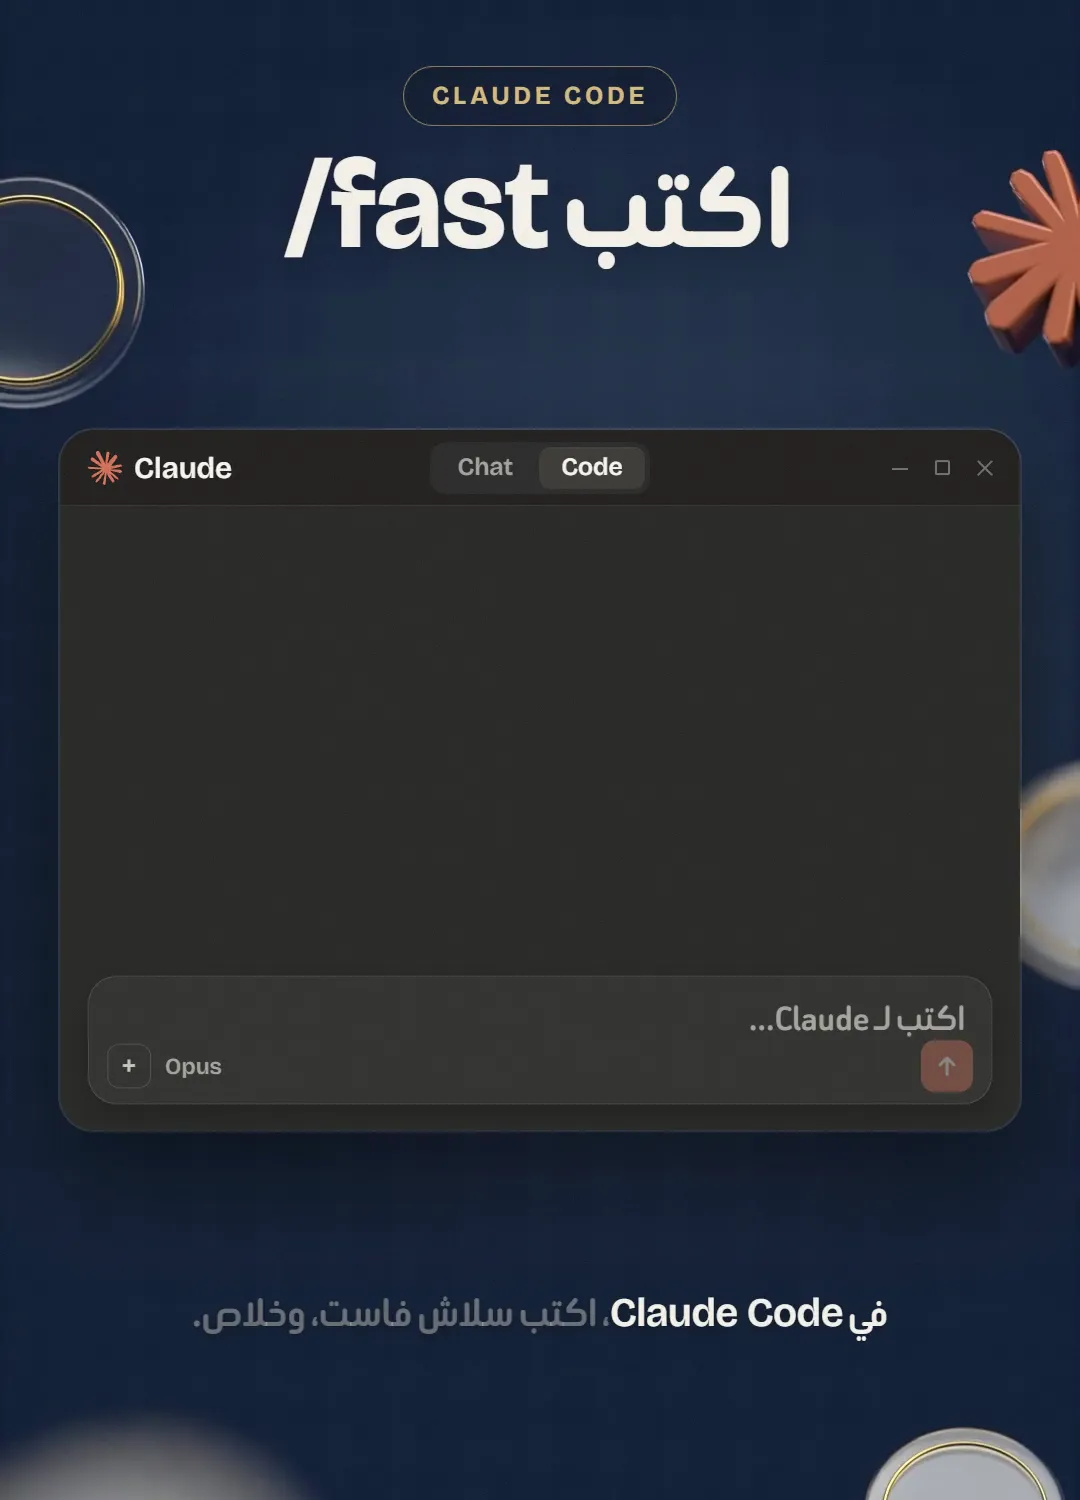 CLAUDE CODE
اكتب /fast
Claude
Chat
Code
اكتب لـ Claude...
+
Opus
في Claude Code، اكتب سلاش فاست، وخلاص.